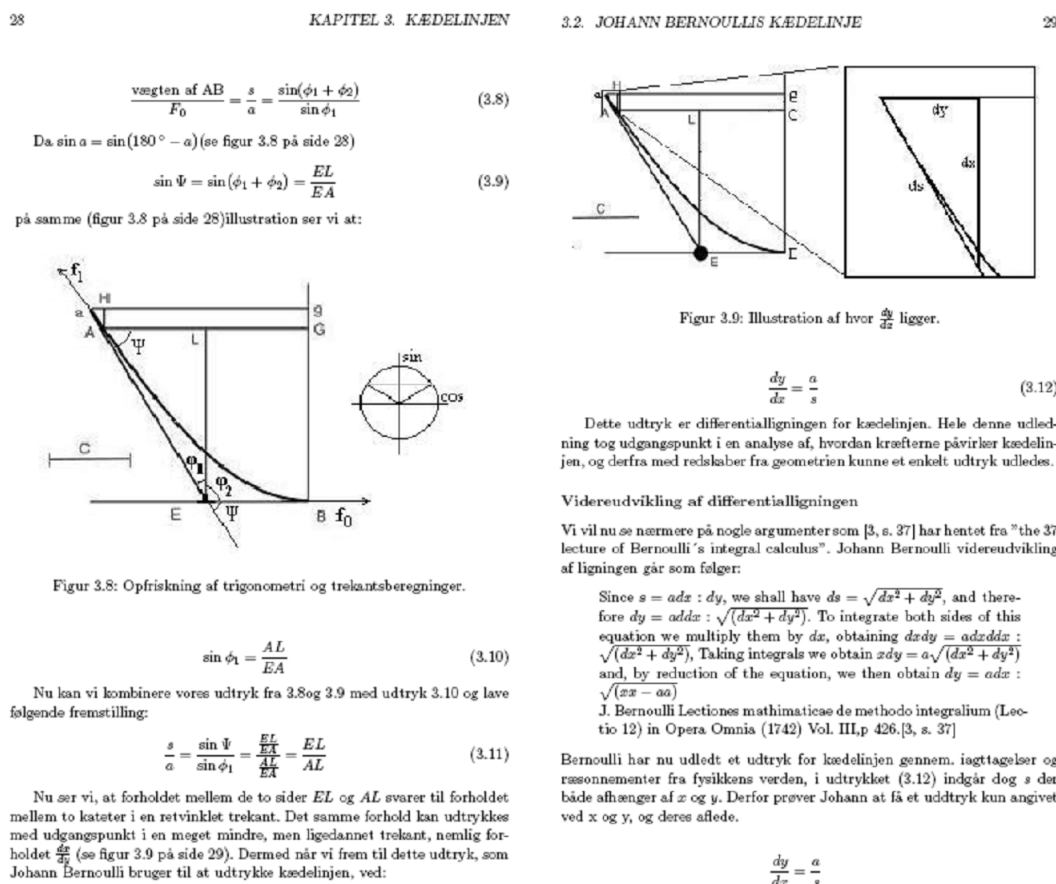 28 KAPITEL 3. KÆDELINJEN
vægten af AB / F₀ = s / a = sin(ϕ₁ + ϕ₂) / sin ϕ₁ (3.8)
Da sin a = sin(180° − a)(se figur 3.8 på side 28)
sin Ψ = sin(ϕ₁ + ϕ₂) = EL / EA (3.9)
på samme (figur 3.8 på side 28)illustration ser vi at:
f₁
a H g
A L G
Ψ
sin
cos
C
φ₁
φ₂
E Ψ B f₀
Figur 3.8: Opfriskning af trigonometri og trekantsberegninger.
sin ϕ₁ = AL / EA (3.10)
Nu kan vi kombinere vores udtryk fra 3.8og 3.9 med udtryk 3.10 og lave
følgende fremstilling:
s / a = sin Ψ / sin ϕ₁ = (EL / EA) / (AL / EA) = EL / AL (3.11)
Nu ser vi, at forholdet mellem de to sider EL og AL svarer til forholdet
mellem to kateter i en retvinklet trekant. Det samme forhold kan udtrykkes
med udgangspunkt i en meget mindre, men ligedannet trekant, nemlig for-
holdet dx/dy (se figur 3.9 på side 29). Dermed når vi frem til dette udtryk, som
Johann Bernoulli bruger til at udtrykke kædelinjen, ved:
3.2. JOHANN BERNOULLIS KÆDELINJE 29
a H g
A L C
dy
dx
ds
C
E
Figur 3.9: Illustration af hvor dy/dx ligger.
dy / dx = a / s (3.12)
Dette udtryk er differentialligningen for kædelinjen. Hele denne udled-
ning tog udgangspunkt i en analyse af, hvordan kræfterne påvirker kædelin-
jen, og derfra med redskaber fra geometrien kunne et enkelt udtryk udledes.
Videreudvikling af differentialligningen
Vi vil nu se nærmere på nogle argumenter som [3, s. 37] har hentet fra ”the 37
lecture of Bernoulli´s integral calculus”. Johann Bernoulli videreudvikling
af ligningen går som følger:
Since s = adx : dy, we shall have ds = √(dx² + dy²), and there-
fore dy = addx : √((dx² + dy²)). To integrate both sides of this
equation we multiply them by dx, obtaining dxdy = adxddx :
√((dx² + dy²)), Taking integrals we obtain xdy = a√((dx² + dy²))
and, by reduction of the equation, we then obtain dy = adx :
√((xx − aa)
J. Bernoulli Lectiones mathimaticae de methodo integralium (Lec-
tio 12) in Opera Omnia (1742) Vol. III,p 426.[3, s. 37]
Bernoulli har nu udledt et udtryk for kædelinjen gennem. iagttagelser og
ræsonnementer fra fysikkens verden, i udtrykket (3.12) indgår dog s der
både afhænger af x og y. Derfor prøver Johann at få et uddtryk kun angivet
ved x og y, og deres aflede.
dy / dx = a / s